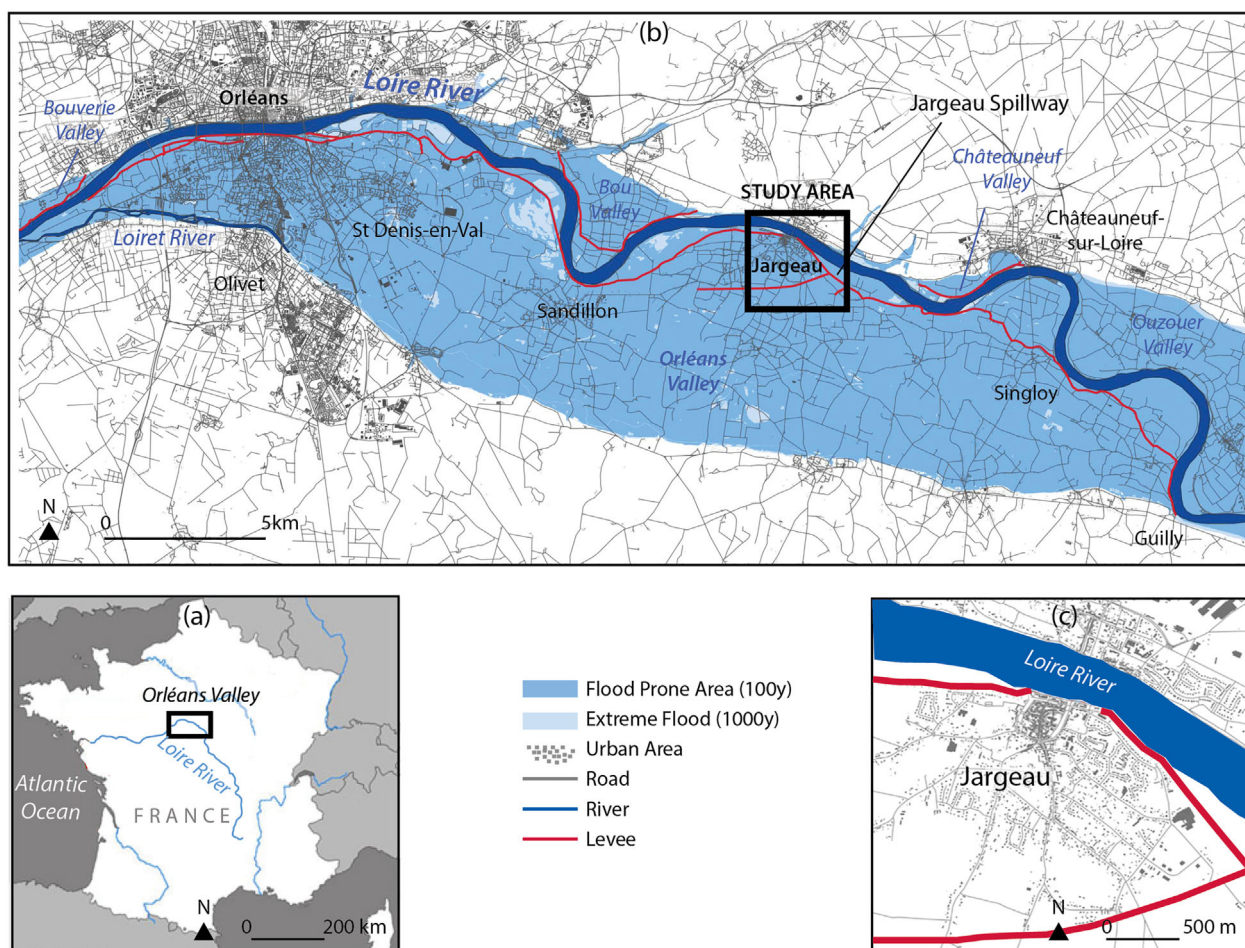 (b)
Loire River
Orléans
Bouverie
Valley
Jargeau Spillway
Châteauneuf
Valley
STUDY AREA
Bou
Valley
Châteauneuf-
sur-Loire
St Denis-en-Val
Loiret River
Jargeau
Olivet
Sandillon
Ouzouer
Valley
Orléans
Valley
Singloy
N
0
5km
Guilly
(a)
Orléans Valley
Loire River
Atlantic
Ocean
FRANCE
N
0
200 km
Flood Prone Area (100y)
Extreme Flood (1000y)
Urban Area
Road
River
Levee
(c)
Loire River
Jargeau
N
0
500 m